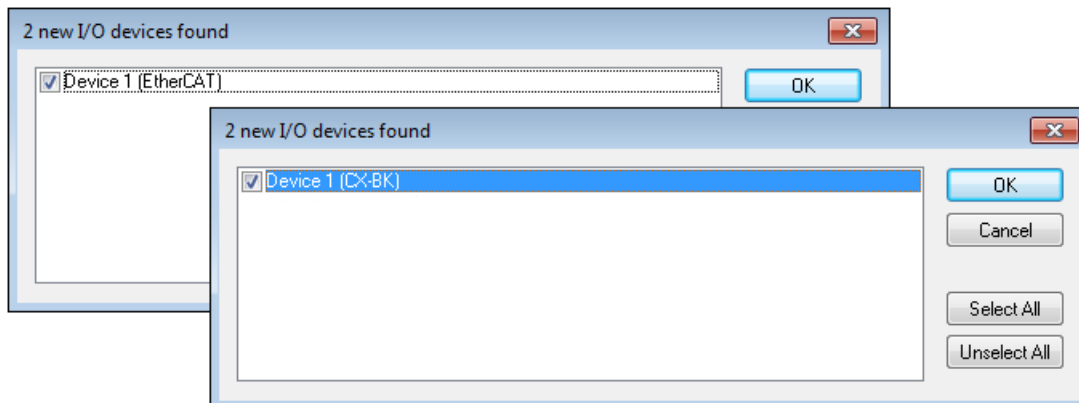 2 new I/O devices found
Device 1 (EtherCAT)
OK
2 new I/O devices found
Device 1 (CX-BK)
OK
Cancel
Select All
Unselect All